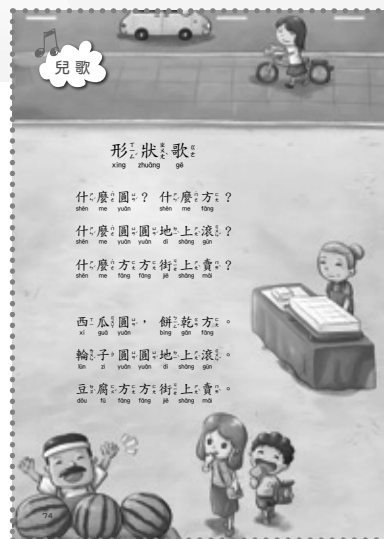 兒歌
形狀歌
xíng zhuàng gē
什麼圓？ 什麼方？
shén me yuán shén me fāng
什麼圓圓地上滾？
shén me yuán yuán dì shàng gǔn
什麼方方街上賣？
shén me fāng fāng jiē shàng mài
西瓜圓， 餅乾方。
xī guā yuán bǐng gān fāng
輪子圓圓地上滾。
lún zi yuán yuán dì shàng gǔn
豆腐方方街上賣。
dòu fǔ fāng fāng jiē shàng mài
74